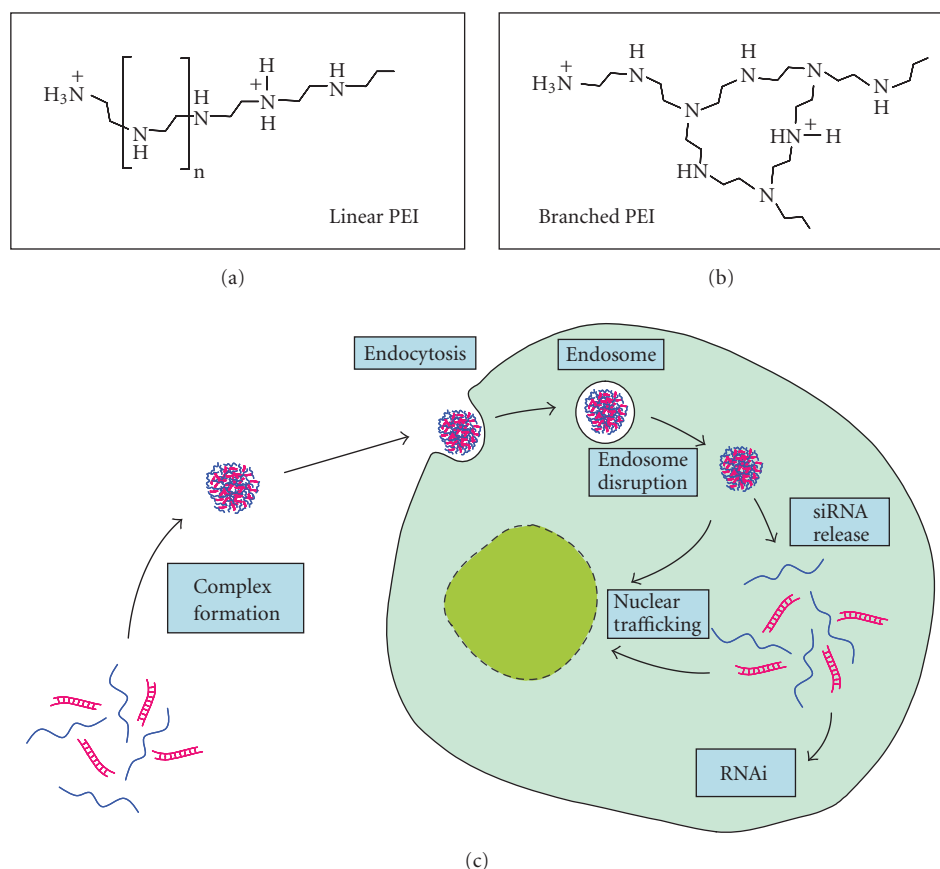 +
H3N
N
H
n
H
N
H
N
+
H
H
N
Linear PEI
(a)
+
H3N
H
N
N
H
N
N
N
H
HN
+
H
HN
N
Branched PEI
(b)
Endocytosis
Endosome
Endosome
disruption
siRNA
release
Complex
formation
Nuclear
trafficking
RNAi
(c)